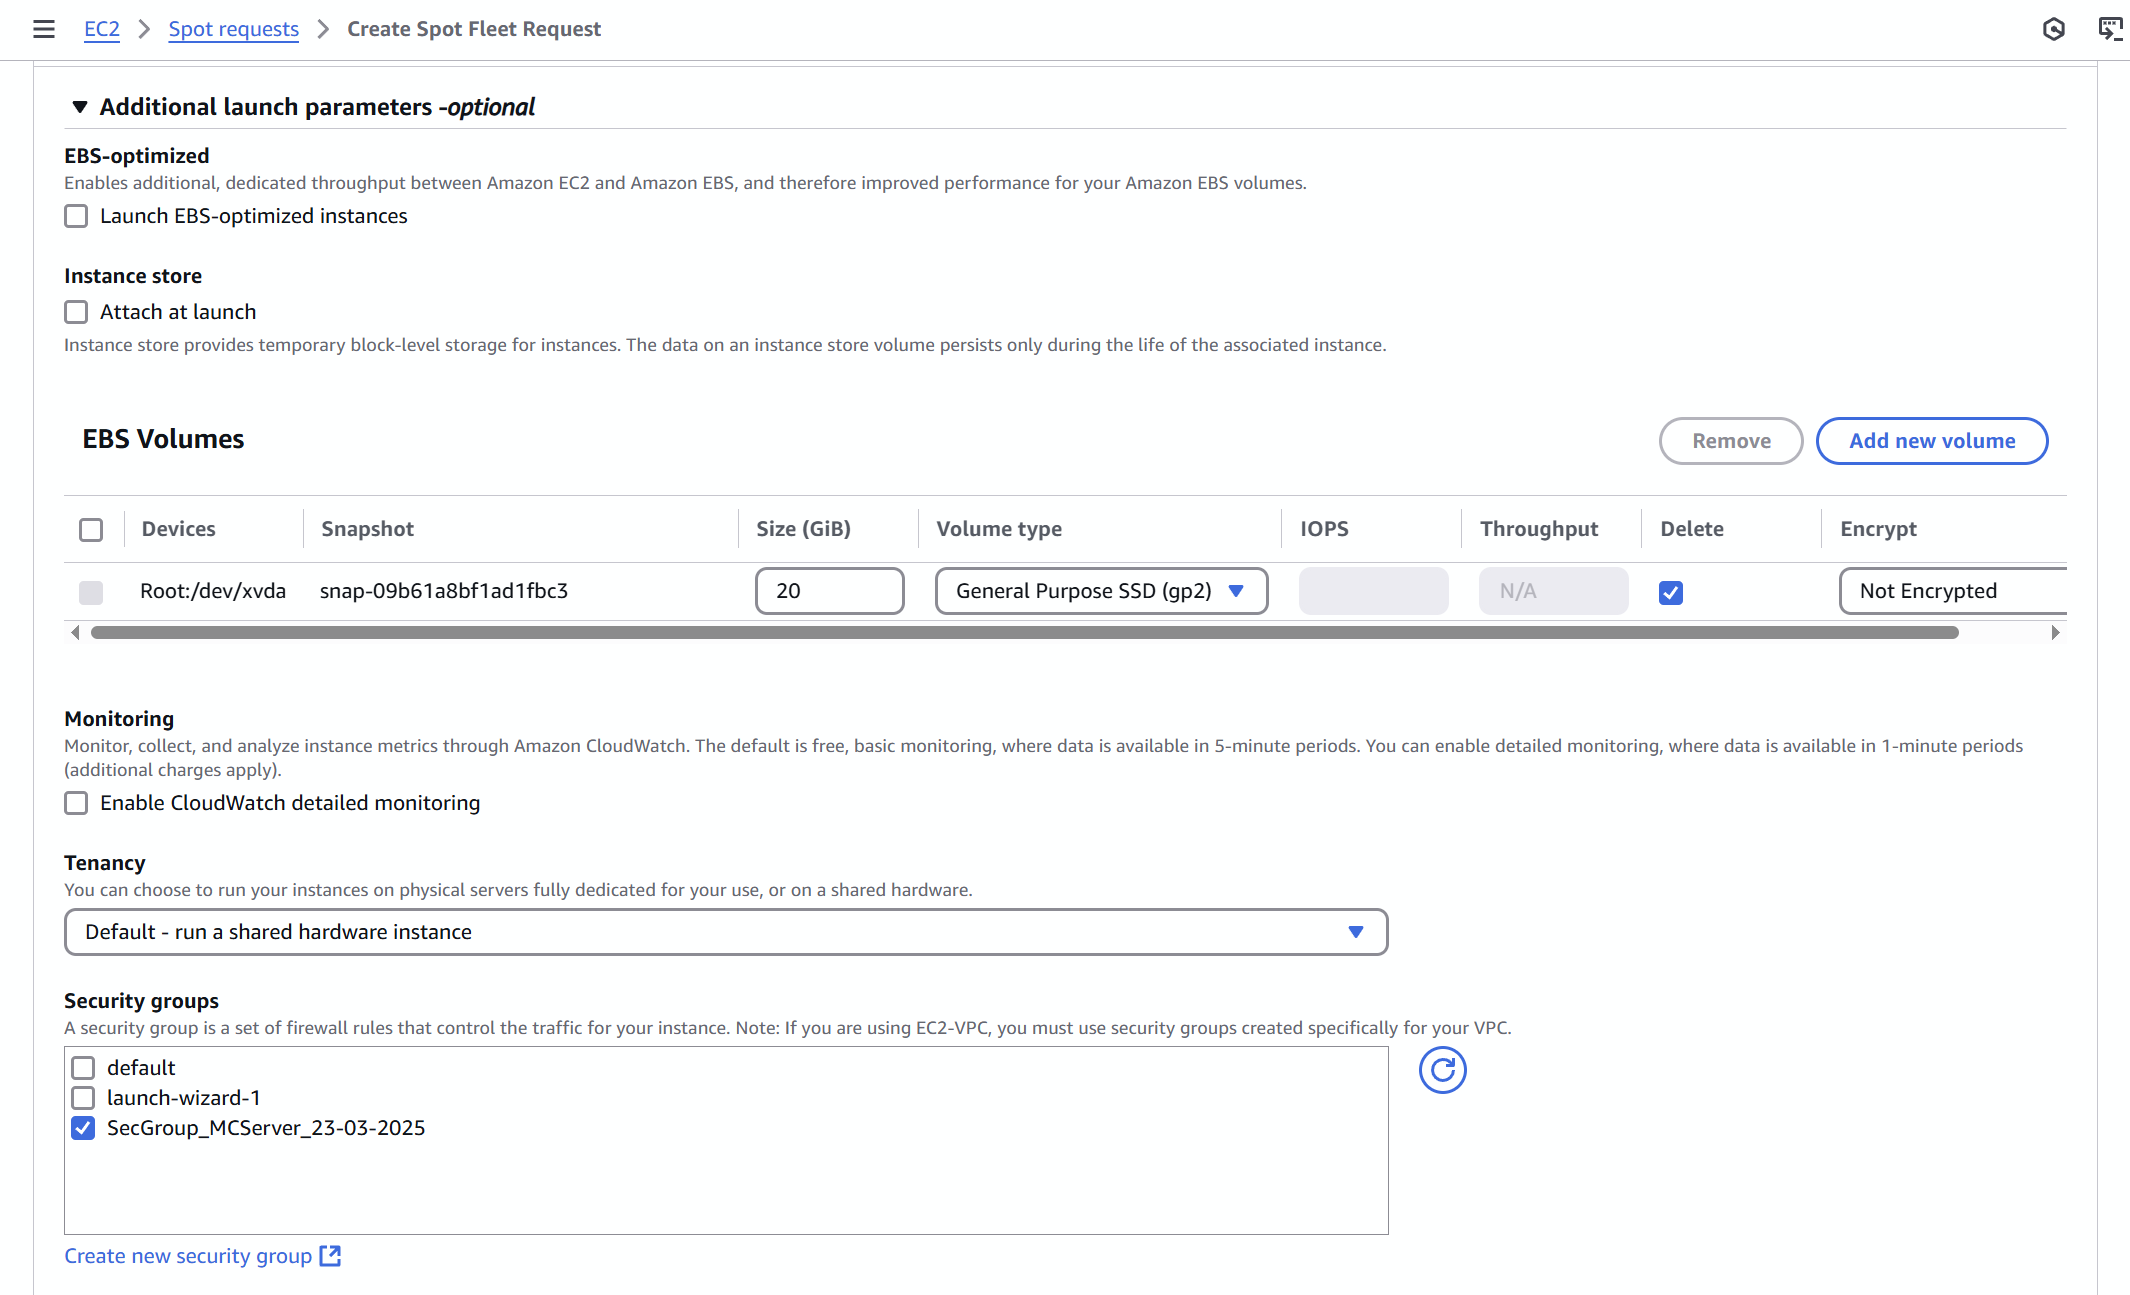 EC2 > Spot requests > Create Spot Fleet Request
Additional launch parameters -optional
EBS-optimized
Enables additional, dedicated throughput between Amazon EC2 and Amazon EBS, and therefore improved performance for your Amazon EBS volumes.
Launch EBS-optimized instances
Instance store
Attach at launch
Instance store provides temporary block-level storage for instances. The data on an instance store volume persists only during the life of the associated instance.
EBS Volumes
Remove
Add new volume
Devices Snapshot Size (GiB) Volume type IOPS Throughput Delete Encrypt
Root:/dev/xvda snap-09b61a8bf1ad1fbc3 20 General Purpose SSD (gp2) N/A Not Encrypted
Monitoring
Monitor, collect, and analyze instance metrics through Amazon CloudWatch. The default is free, basic monitoring, where data is available in 5-minute periods. You can enable detailed monitoring, where data is available in 1-minute periods
(additional charges apply).
Enable CloudWatch detailed monitoring
Tenancy
You can choose to run your instances on physical servers fully dedicated for your use, or on a shared hardware.
Default - run a shared hardware instance
Security groups
A security group is a set of firewall rules that control the traffic for your instance. Note: If you are using EC2-VPC, you must use security groups created specifically for your VPC.
default
launch-wizard-1
SecGroup_MCServer_23-03-2025
Create new security group